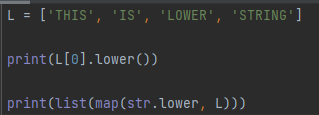 L = ['THIS', 'IS', 'LOWER', 'STRING']
print(L[0].lower())
print(list(map(str.lower, L)))